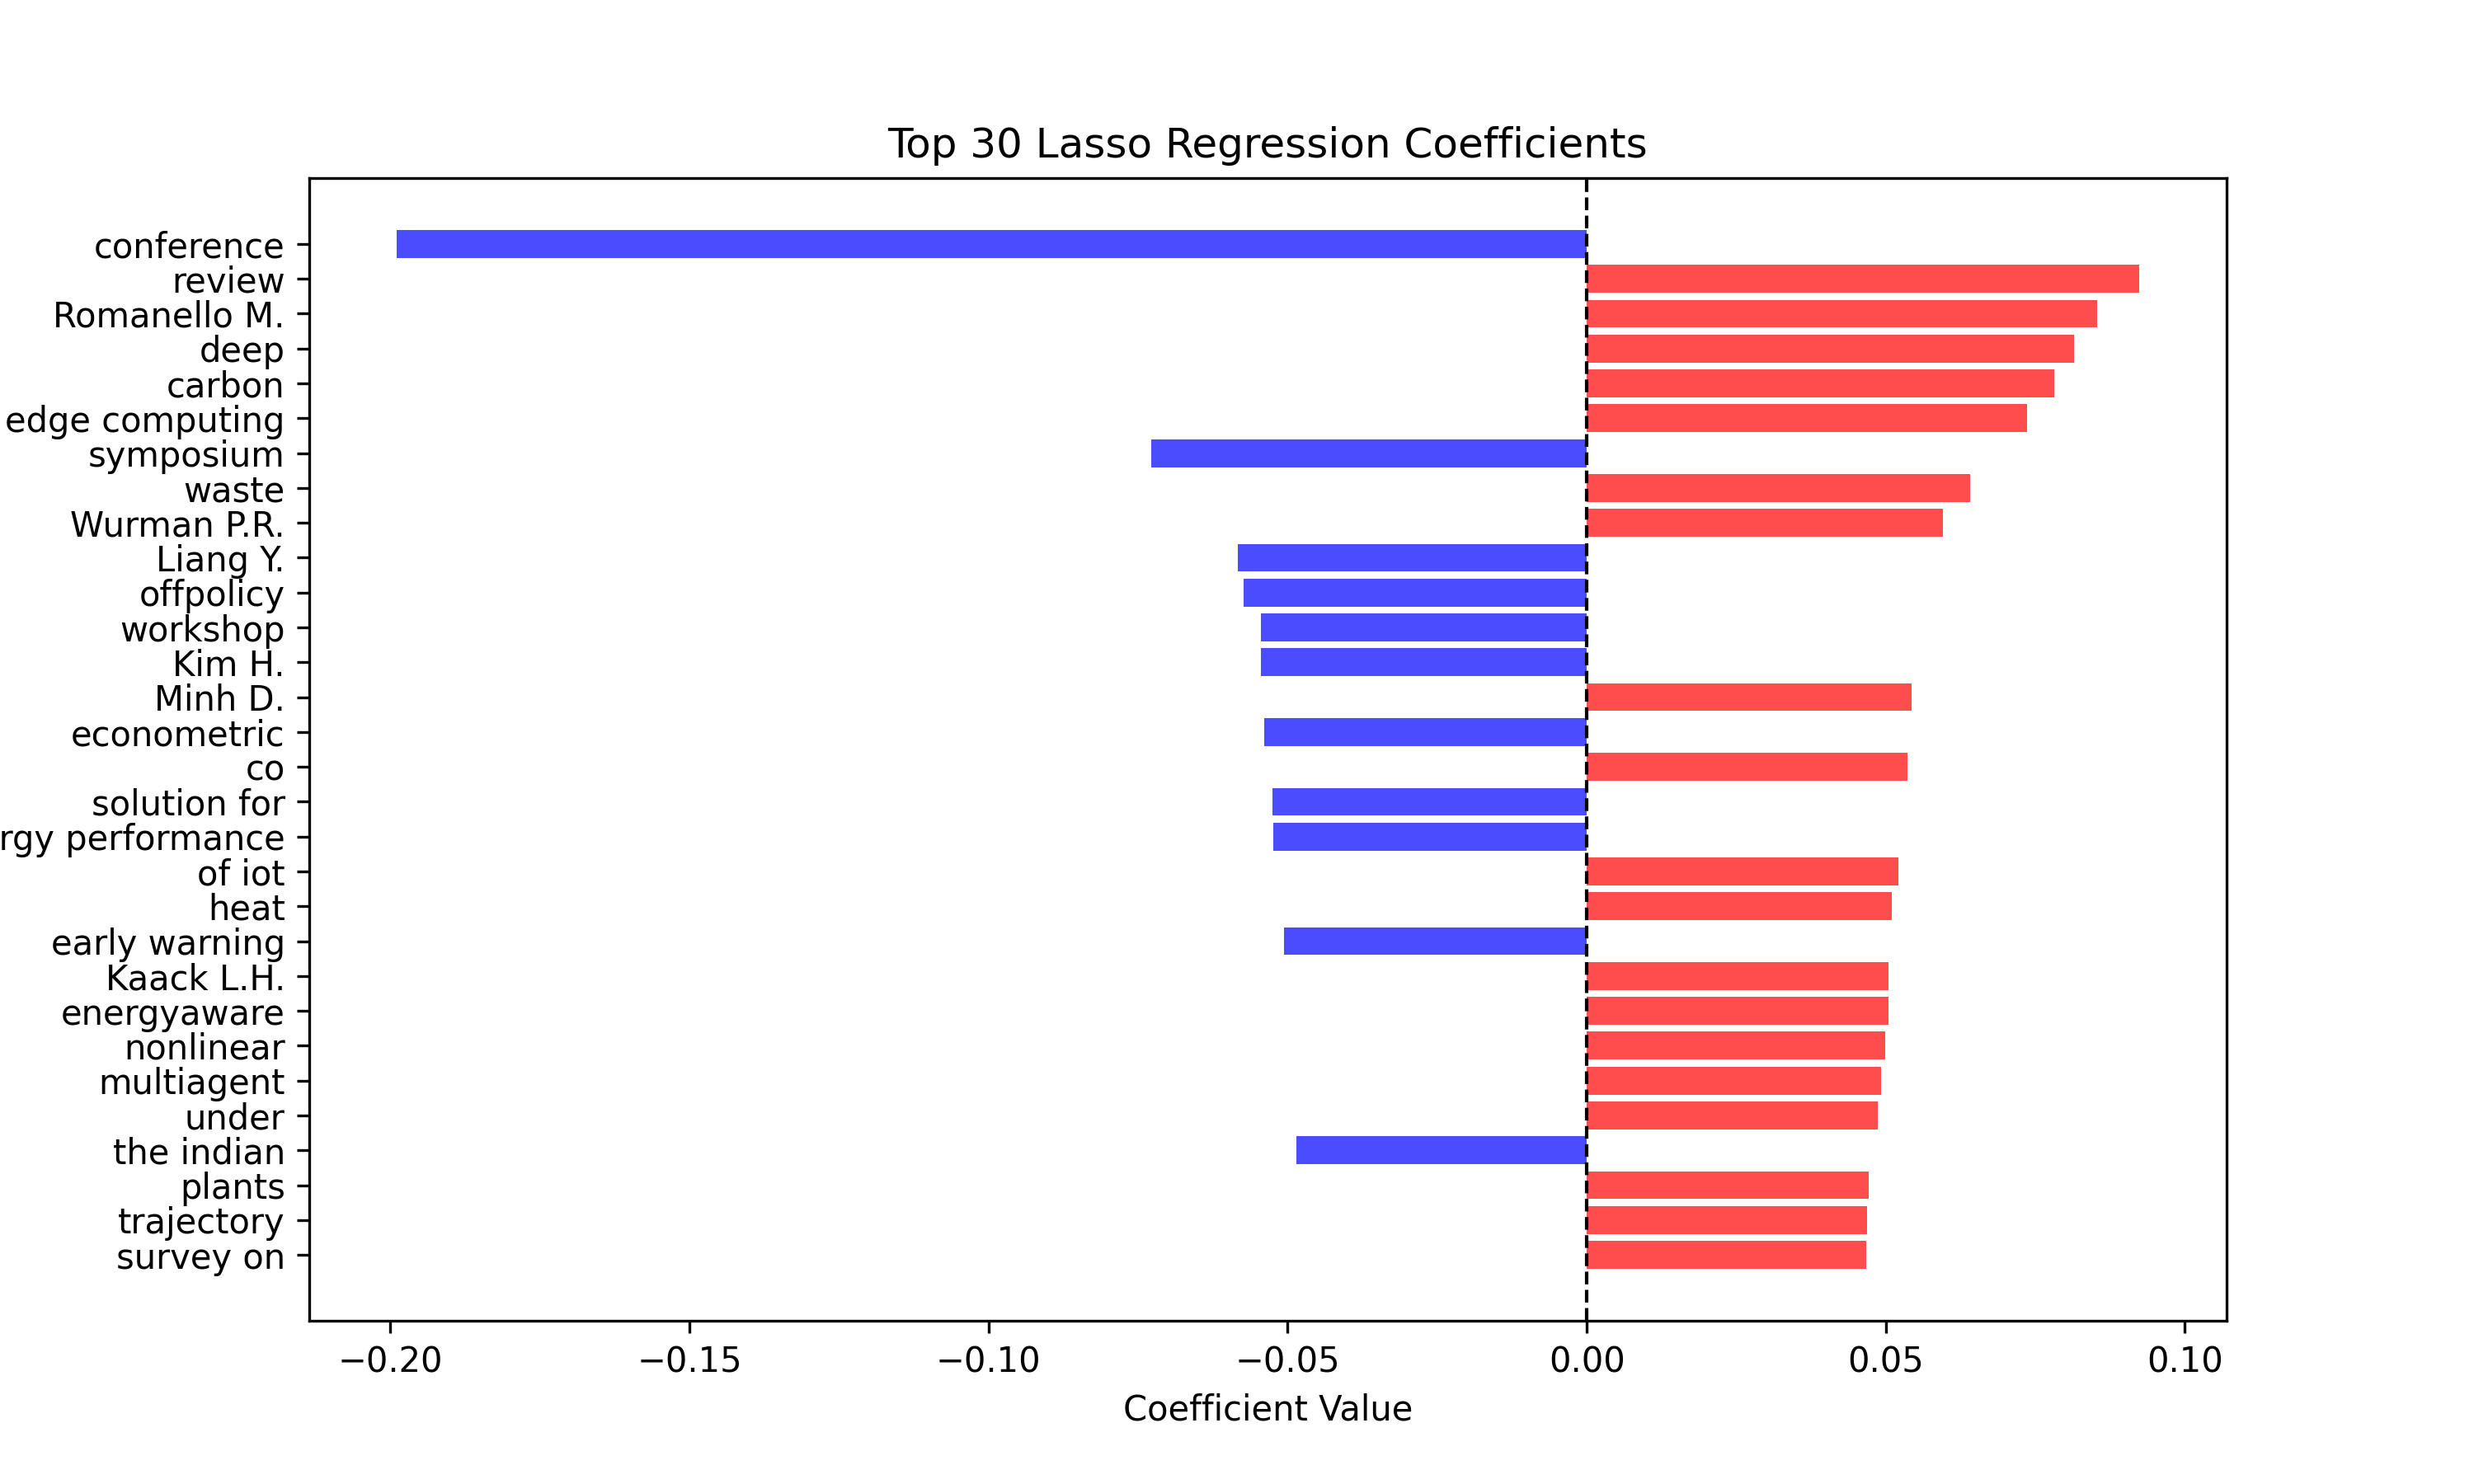 Top 30 Lasso Regression Coefficients
conference
review
Romanello M.
deep
carbon
edge computing
symposium
waste
Wurman P.R.
Liang Y.
offpolicy
workshop
Kim H.
Minh D.
econometric
co
solution for
rgy performance
of iot
heat
early warning
Kaack L.H.
energyaware
nonlinear
multiagent
under
the indian
plants
trajectory
survey on
−0.20 −0.15 −0.10 −0.05 0.00 0.05 0.10
Coefficient Value